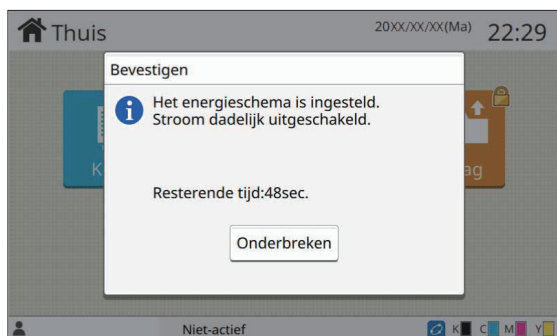 Thuis
20XX/XX/XX(Ma) 22:29
Bevestigen
Het energieschema is ingesteld.
Stroom dadelijk uitgeschakeld.
K
ag
Resterende tijd:48sec.
Onderbreken
Niet-actief
K C M Y